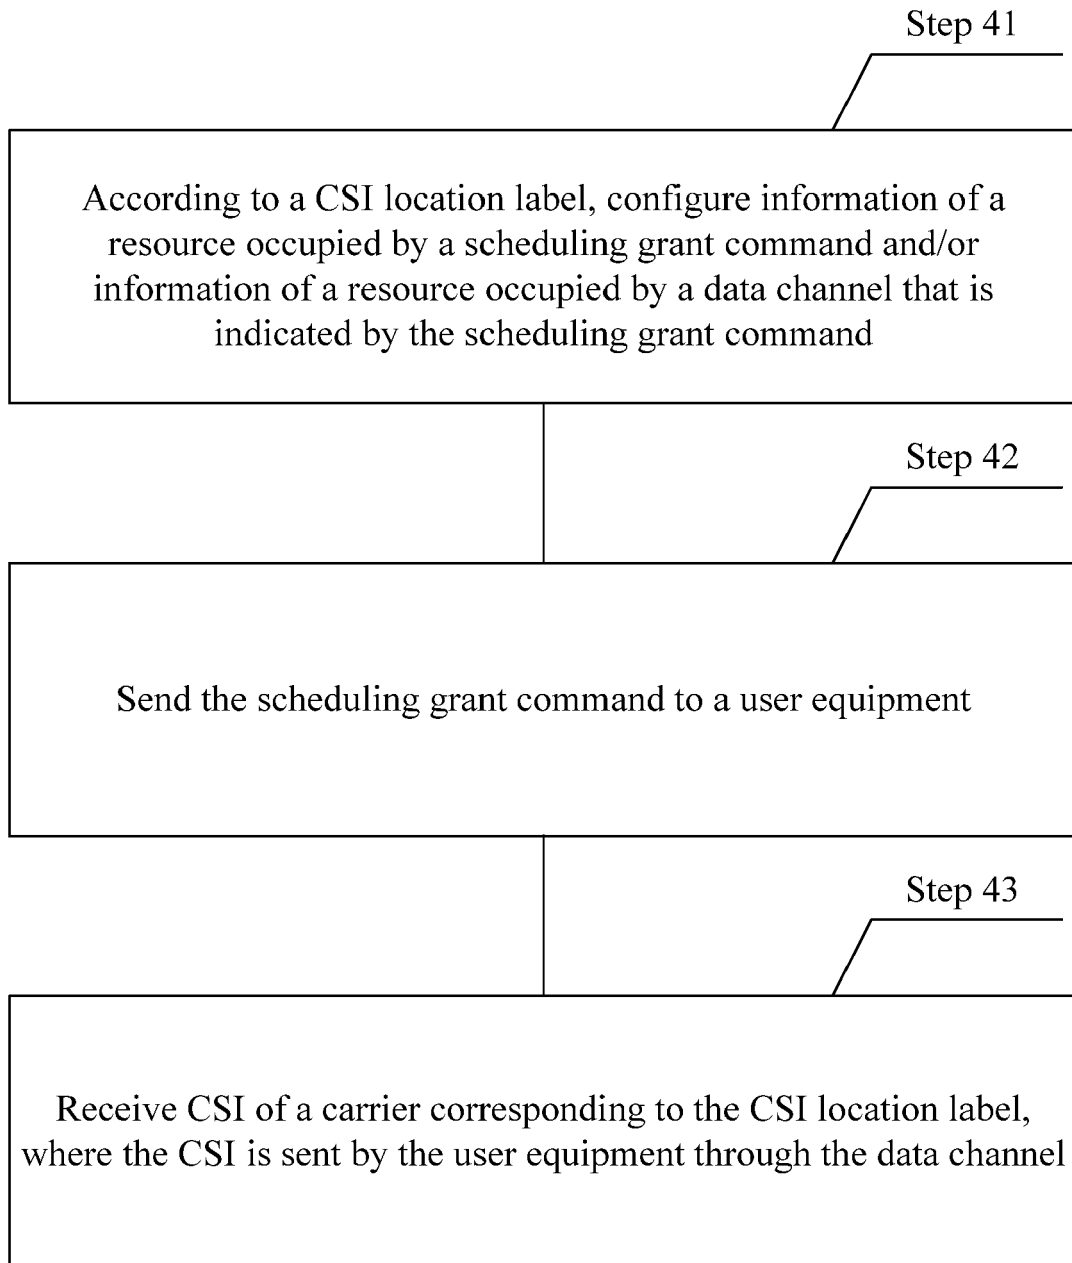 Step 41
According to a CSI location label, configure information of a
resource occupied by a scheduling grant command and/or
information of a resource occupied by a data channel that is
indicated by the scheduling grant command
Step 42
Send the scheduling grant command to a user equipment
Step 43
Receive CSI of a carrier corresponding to the CSI location label,
where the CSI is sent by the user equipment through the data channel